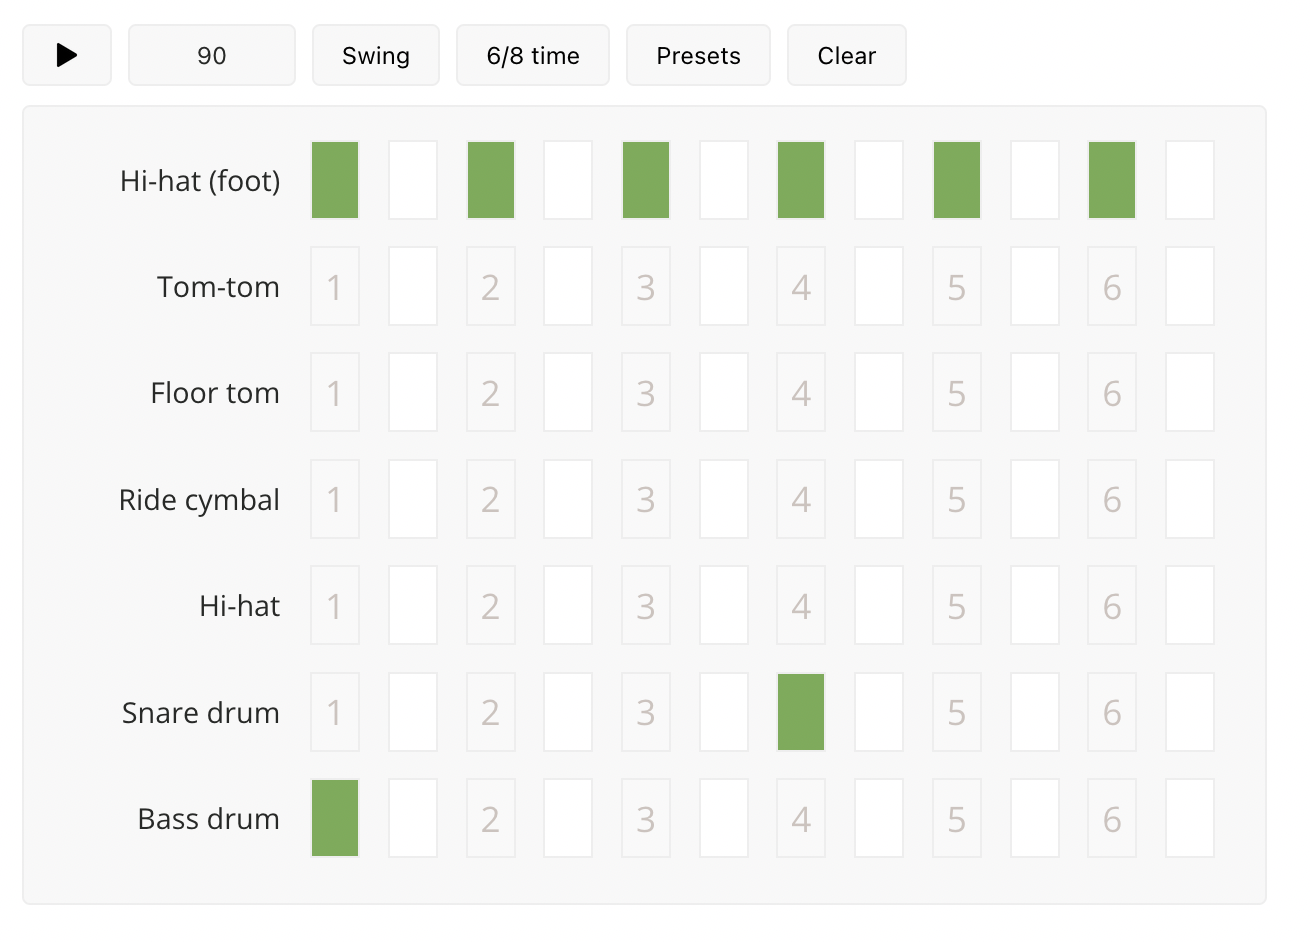 90 Swing 6/8 time Presets Clear
Hi-hat (foot)
Tom-tom 1 2 3 4 5 6
Floor tom 1 2 3 4 5 6
Ride cymbal 1 2 3 4 5 6
Hi-hat 1 2 3 4 5 6
Snare drum 1 2 3 5 6
Bass drum 2 3 4 5 6